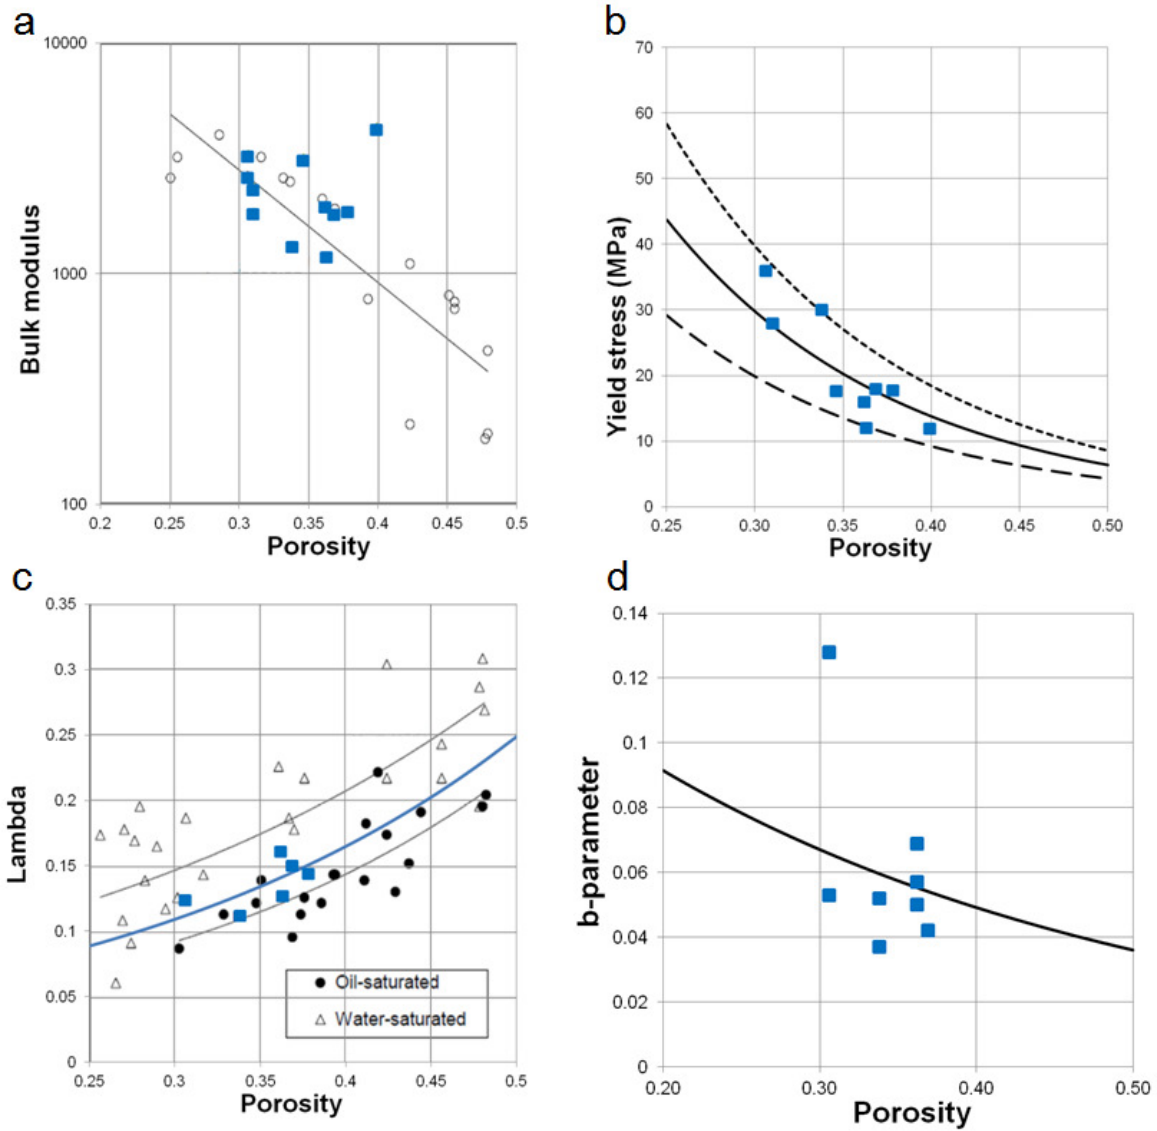 a
10000
1000
100
Bulk modulus
0.2 0.25 0.3 0.35 0.4 0.45 0.5
Porosity
b
70
60
50
40
30
20
10
0
Yield stress (MPa)
0.25 0.30 0.35 0.40 0.45 0.50
Porosity
c
0.35
0.3
0.25
0.2
0.15
0.1
0.05
0
Lambda
Oil-saturated
Water-saturated
0.25 0.3 0.35 0.4 0.45 0.5
Porosity
d
0.14
0.12
0.1
0.08
0.06
0.04
0.02
0
b-parameter
0.20 0.30 0.40 0.50
Porosity